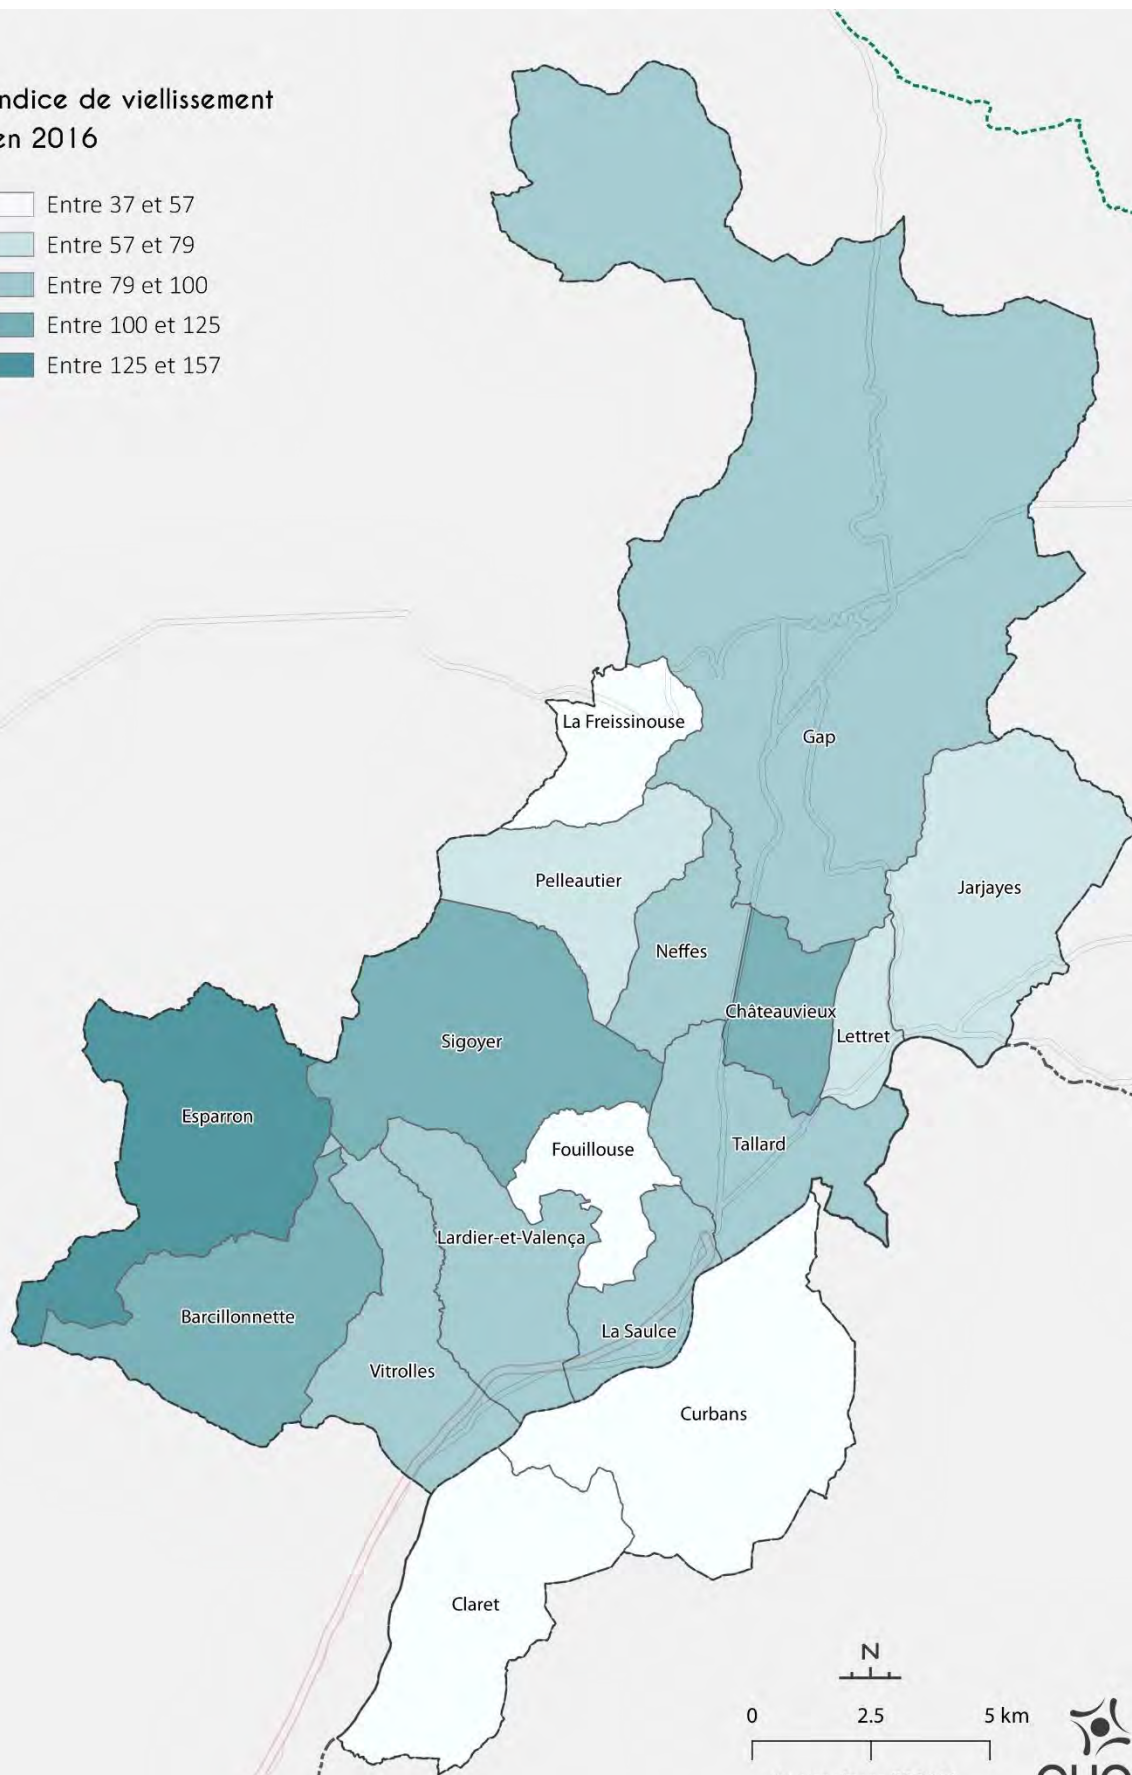 ndice de viellissement
en 2016
Entre 37 et 57
Entre 57 et 79
Entre 79 et 100
Entre 100 et 125
Entre 125 et 157
La Freissinouse
Gap
Pelleautier
Jarjayes
Neffes
Châteauvieux
Lettret
Sigoyer
Esparron
Tallard
Fouillouse
Lardier-et-Valença
Barcillonnette
La Saulce
Vitrolles
Curbans
Claret
N
0 2.5 5 km